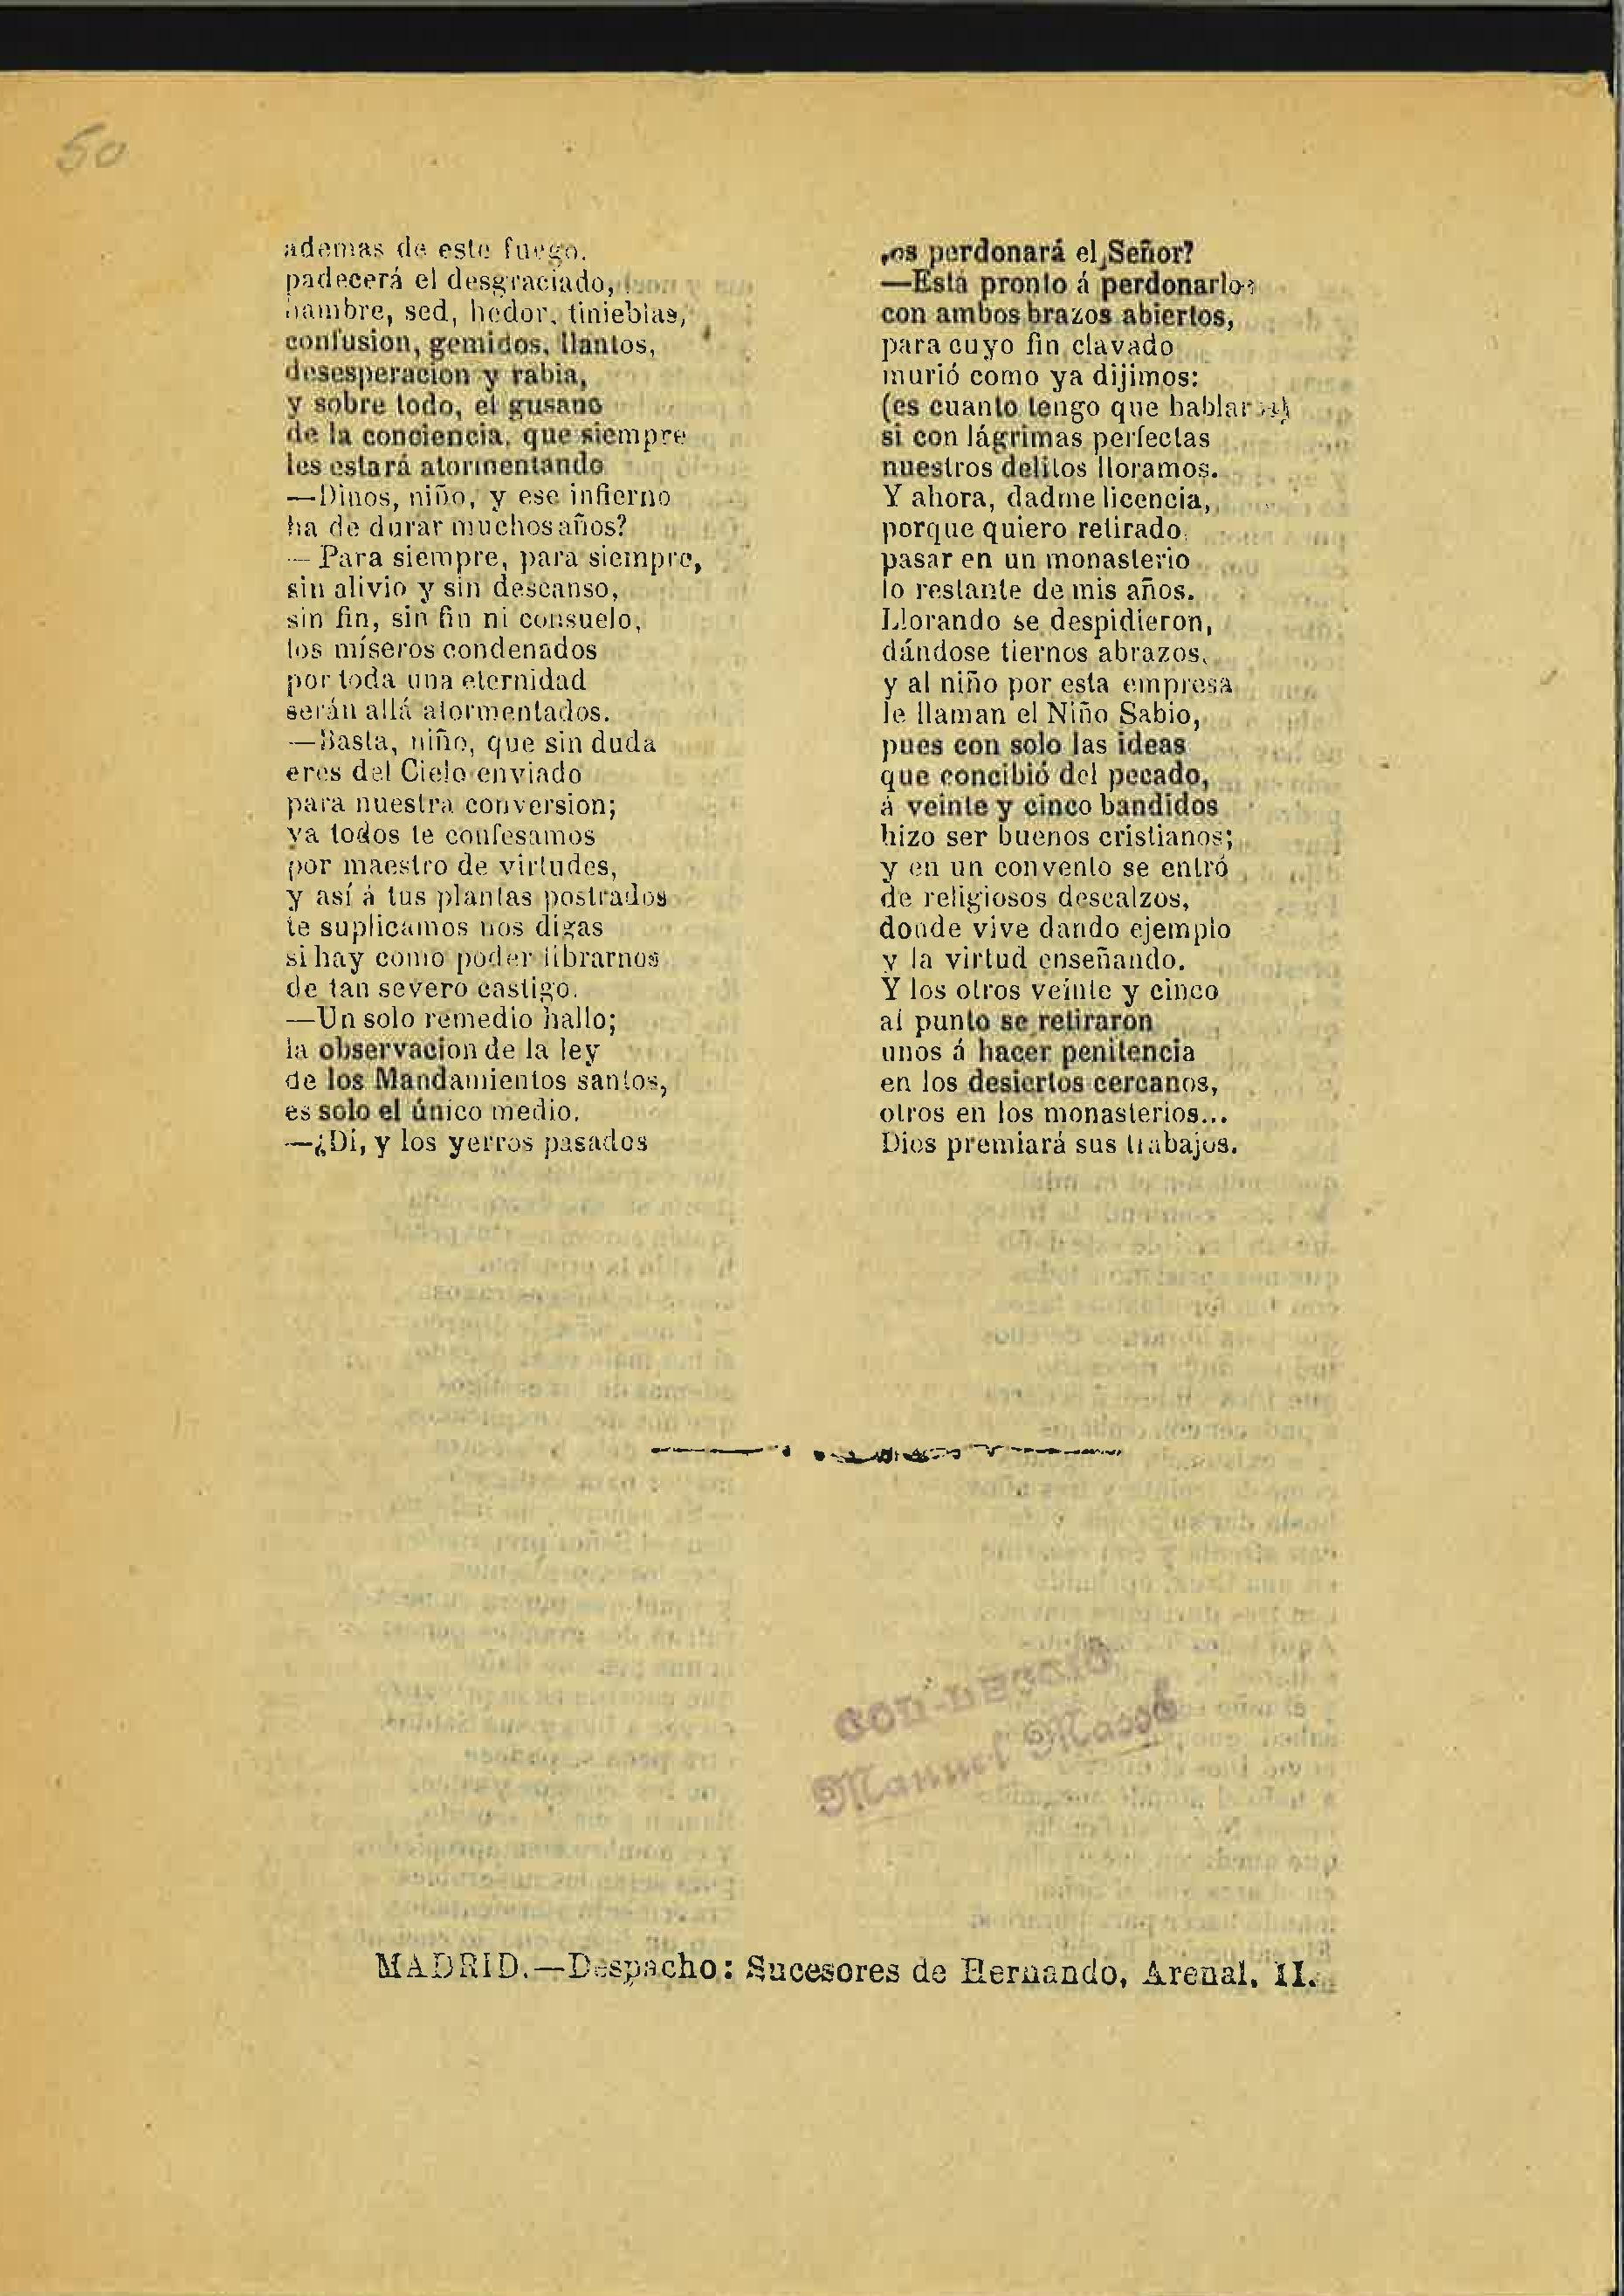 50
ademas de este fuego.
padecerá el desgraciado,
hambre, sed, hedor, tinieblas,
confusion, gemidos, llantos,
desesperacion y rabia,
y sobre todo, el gusano
de la conciencia, que siempre
les estará atormentando
—Dinos, niño, y ese infierno
ha de durar muchos años?
—Para siempre, para siempre,
sin alivio y sin descanso,
sin fin, sin fin ni consuelo,
los míseros condenados
por toda una eternidad
serán allá atormentados.
—Basta, niño, que sin duda
eres del Cielo enviado
para nuestra conversion;
ya todos te confesamos
por maestro de virtudes,
y así á tus plantas postrados
te suplicamos nos digas
si hay como poder librarnos
de tan severo castigo.
—Un solo remedio hallo;
la observacion de la ley
de los Mandamientos santos,
es solo el único medio.
—¿Di, y los yerros pasados
os perdonará el Señor?
—Está pronto á perdonarlos
con ambos brazos abiertos,
para cuyo fin clavado
murió como ya dijimos:
(es cuanto tengo que hablar
si con lágrimas perfectas
nuestros delitos lloramos.
Y ahora, dadme licencia,
porque quiero retirado
pasar en un monasterio
lo restante de mis años.
Llorando se despidieron,
dándose tiernos abrazos,
y al niño por esta empresa
le llaman el Niño Sabio,
pues con solo las ideas
que concibió del pecado,
á veinte y cinco bandidos
hizo ser buenos cristianos;
y en un convento se entró
de religiosos descalzos,
donde vive dando ejemplo
y la virtud enseñando.
Y los otros veinte y cinco
al punto se retiraron
unos á hacer penitencia
en los desiertos cercanos,
otros en los monasterios...
Dios premiará sus trabajos.
Manuel Massó
MADRID.—Despacho: Sucesores de Hernando, Arenal, 11.